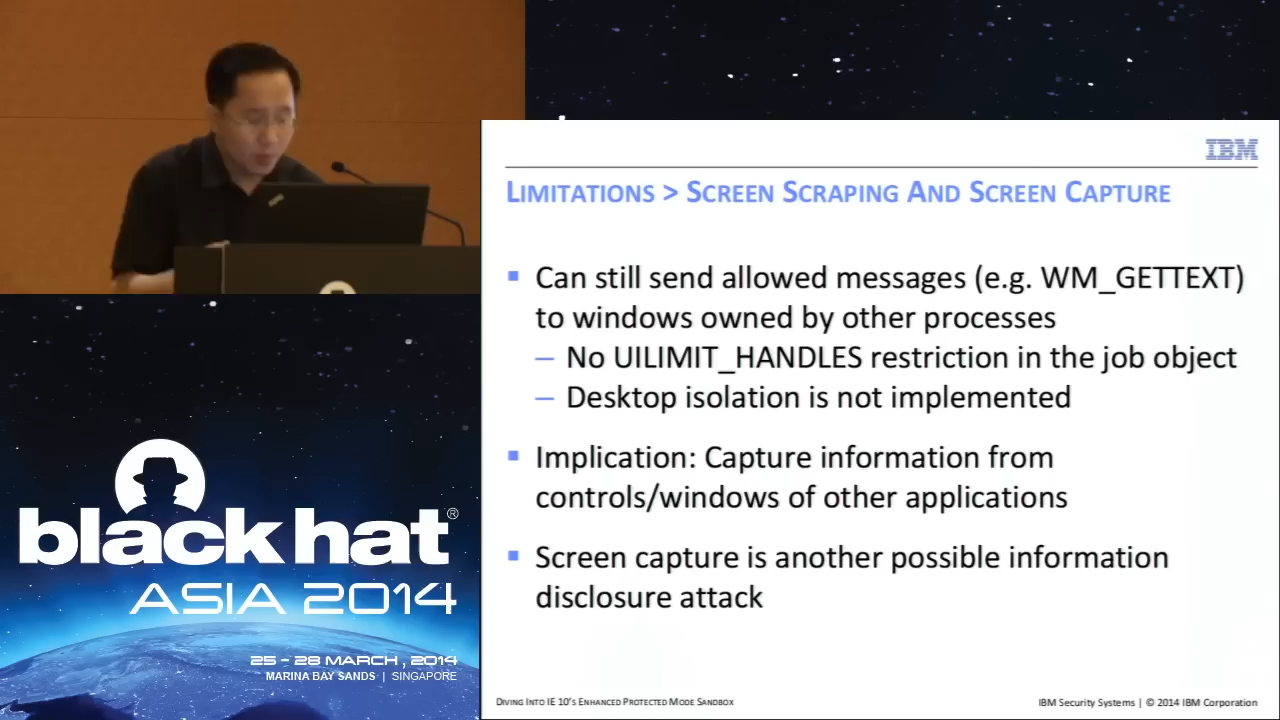 IBM
LIMITATIONS > SCREEN SCRAPING AND SCREEN CAPTURE
Can still send allowed messages (e.g. WM_GETTEXT)
to windows owned by other processes
– No UILIMIT_HANDLES restriction in the job object
– Desktop isolation is not implemented
Implication: Capture information from
controls/windows of other applications
Screen capture is another possible information
disclosure attack
DIVING INTO IE 10'S ENHANCED PROTECTED MODE SANDBOX
IBM Security Systems | © 2014 IBM Corporation
black hat®
ASIA 2014
25 - 28 MARCH, 2014
MARINA BAY SANDS | SINGAPORE